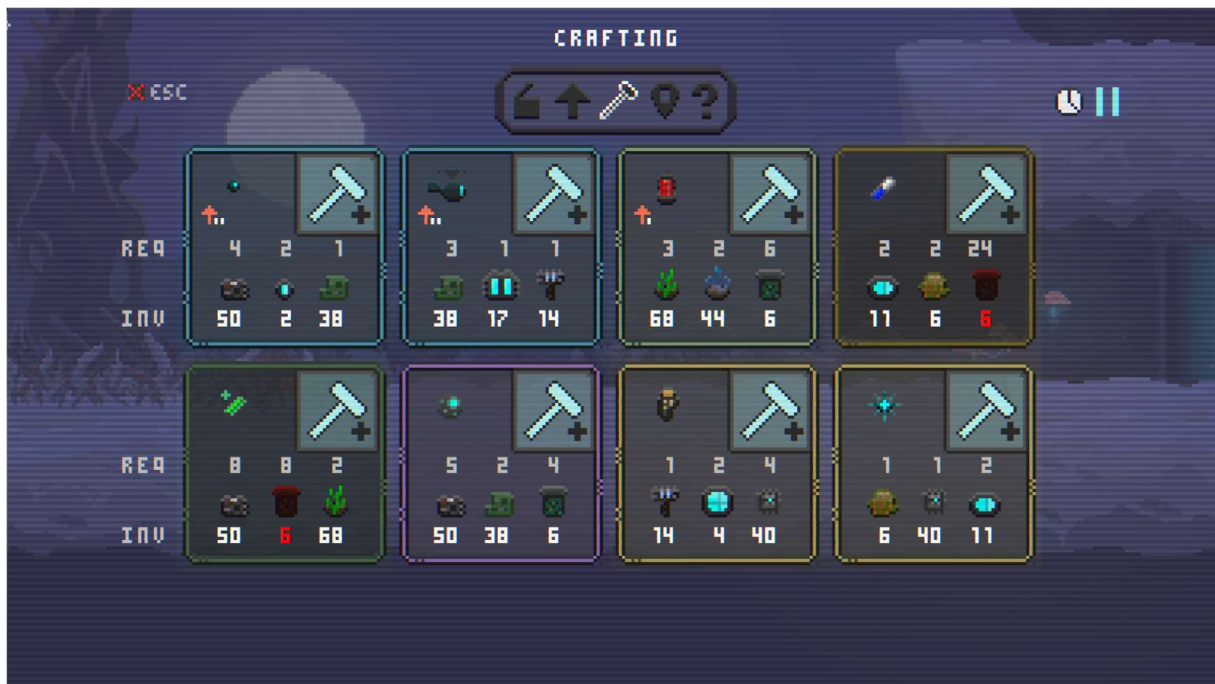 CRAFTING
X ESC
?
REQ 4 2 1 3 1 1 3 2 6 2 2 24
INV 50 2 38 38 17 14 68 44 6 11 6 6
REQ 8 8 2 5 2 4 1 2 4 1 1 2
INV 50 6 68 50 38 6 14 4 40 6 40 11